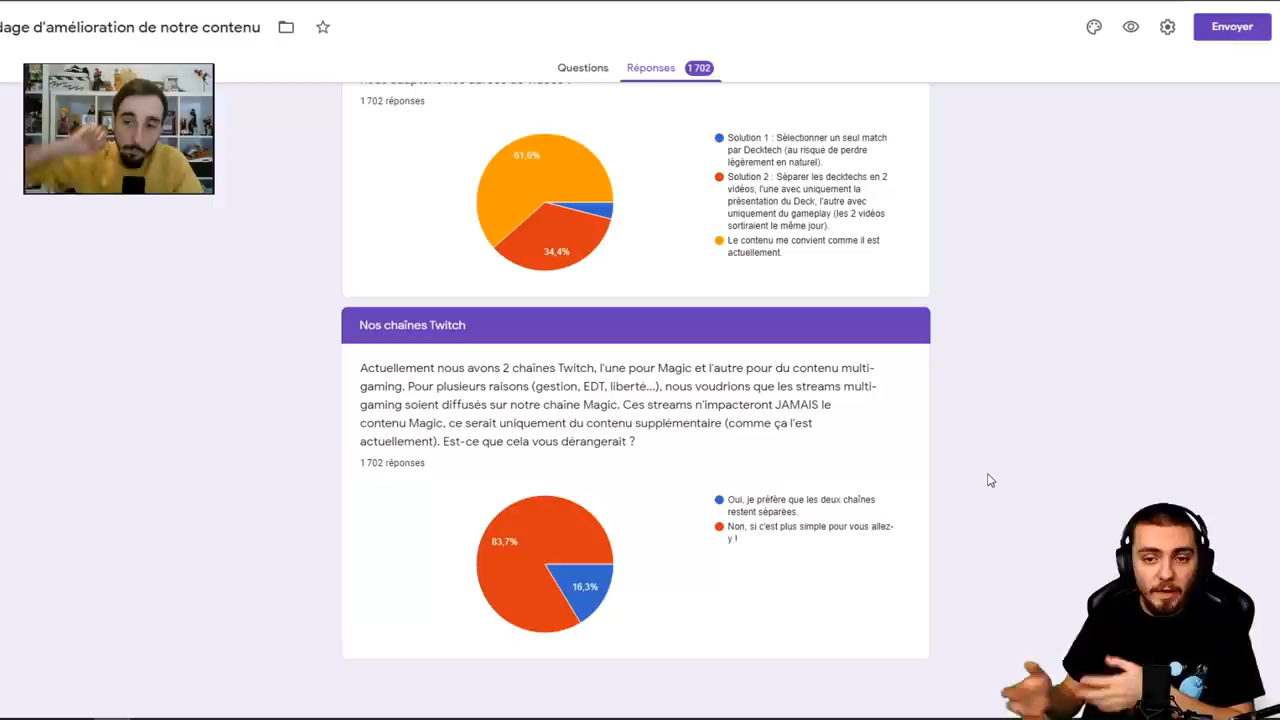 dage d'amélioration de notre contenu
Envoyer
Questions
Réponses
1 702
1 702 réponses
61,6%
34,4%
Solution 1 : Sélectionner un seul match
par Decktech (au risque de perdre
légèrement en naturel).
Solution 2 : Séparer les decktechs en 2
vidéos, l'une avec uniquement la
présentation du Deck, l'autre avec
uniquement du gameplay (les 2 vidéos
sortiraient le même jour).
Le contenu me convient comme il est
actuellement.
Nos chaînes Twitch
Actuellement nous avons 2 chaînes Twitch, l'une pour Magic et l'autre pour du contenu multi-
gaming. Pour plusieurs raisons (gestion, EDT, liberté...), nous voudrions que les streams multi-
gaming soient diffusés sur notre chaîne Magic. Ces streams n'impacteront JAMAIS le
contenu Magic, ce serait uniquement du contenu supplémentaire (comme ça l'est
actuellement). Est-ce que cela vous dérangerait ?
1 702 réponses
83,7%
16,3%
Oui, je préfère que les deux chaînes
restent séparées.
Non, si c'est plus simple pour vous allez-
y !